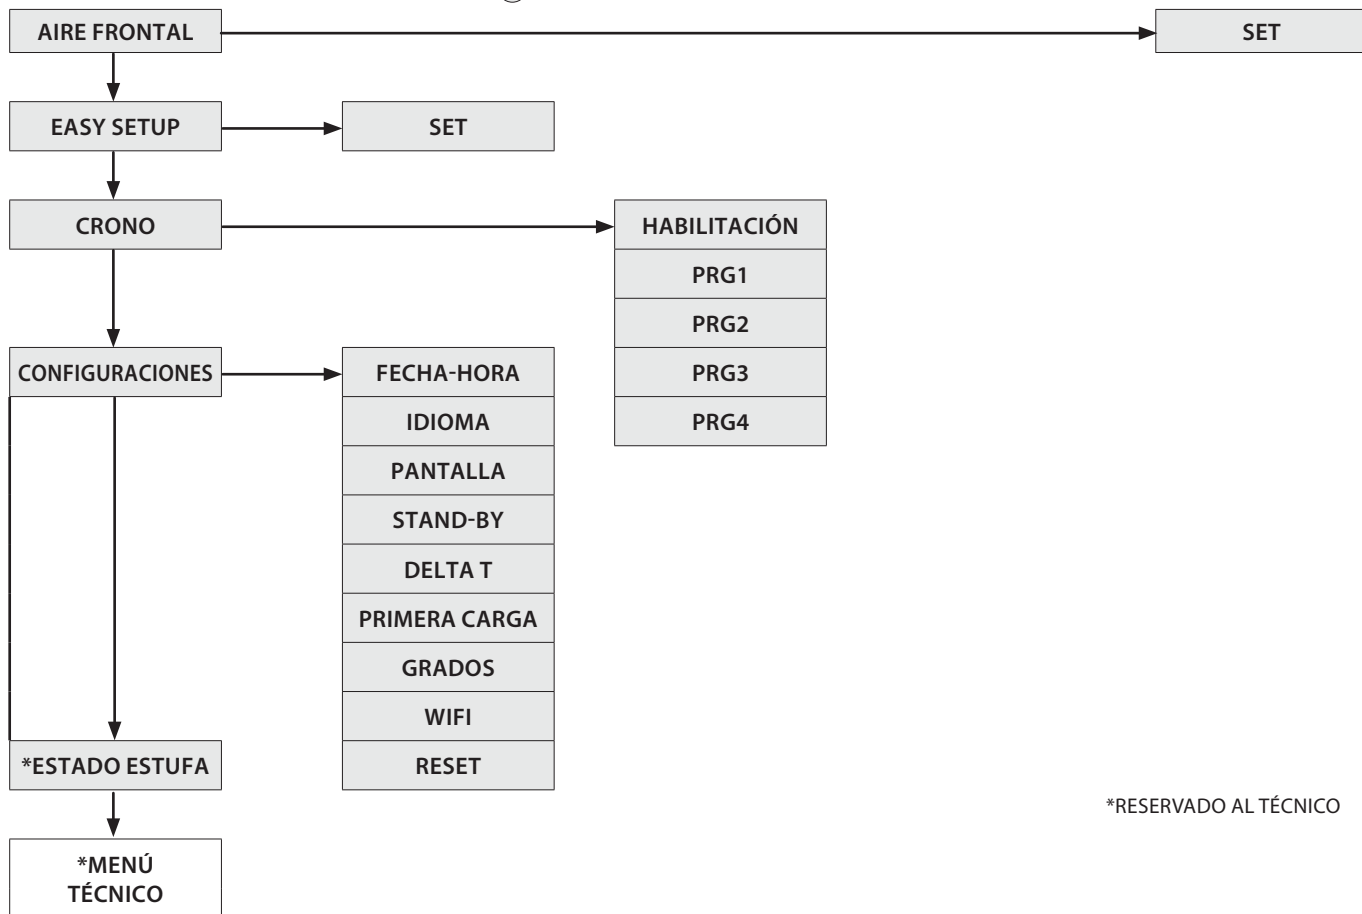 AIRE FRONTAL
SET
EASY SETUP
SET
CRONO
HABILITACIÓN
PRG1
PRG2
PRG3
PRG4
CONFIGURACIONES
FECHA-HORA
IDIOMA
PANTALLA
STAND-BY
DELTA T
PRIMERA CARGA
GRADOS
WIFI
RESET
*ESTADO ESTUFA
*RESERVADO AL TÉCNICO
*MENÚ
TÉCNICO